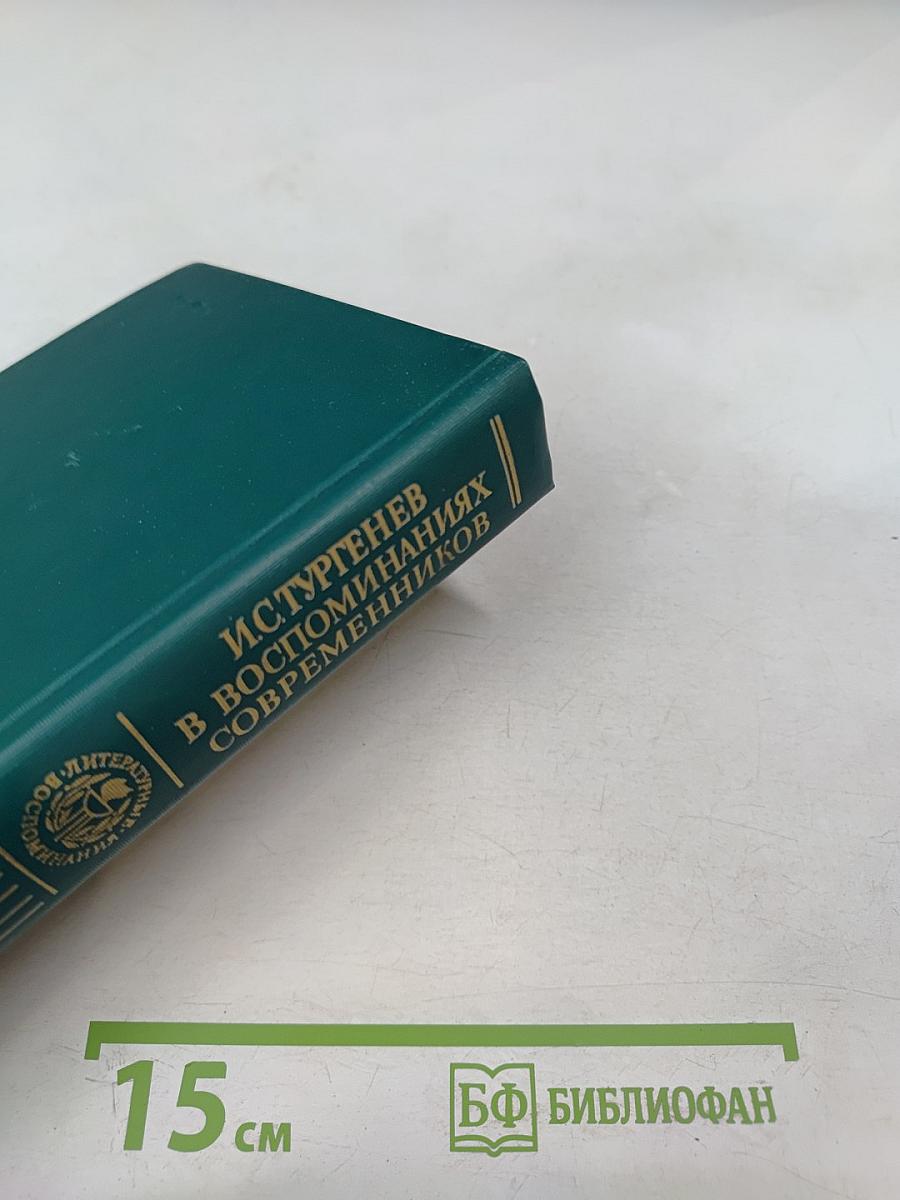 И.С.ТУРГЕНЕВ
В ВОСПОМИНАНИЯХ
СОВРЕМЕННИКОВ
ЛИТЕРАТУРНЫЕ · ВОСПОМИНАНИЯ ·
15 см
БФ БИБЛИОФАН